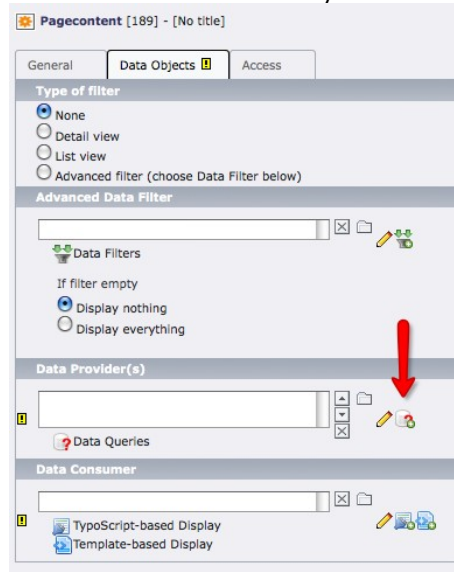 Pagecontent [189] - [No title]
General Data Objects Access
Type of filter
None
Detail view
List view
Advanced filter (choose Data Filter below)
Advanced Data Filter
Data Filters
If filter empty
Display nothing
Display everything
Data Provider(s)
Data Queries
Data Consumer
TypoScript-based Display
Template-based Display